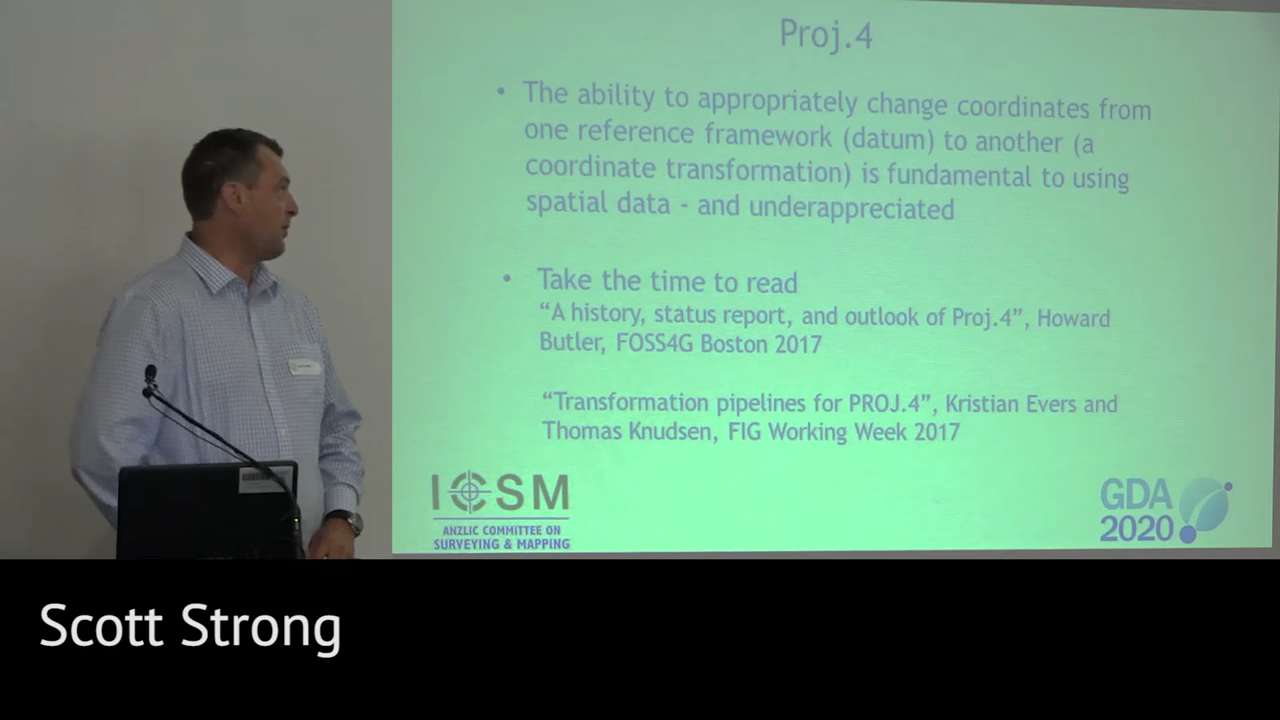 Proj.4
• The ability to appropriately change coordinates from
one reference framework (datum) to another (a
coordinate transformation) is fundamental to using
spatial data - and underappreciated
• Take the time to read
“A history, status report, and outlook of Proj.4”, Howard
Butler, FOSS4G Boston 2017
“Transformation pipelines for PROJ.4”, Kristian Evers and
Thomas Knudsen, FIG Working Week 2017
ICSM
ANZLIC COMMITTEE ON
SURVEYING & MAPPING
GDA
2020
Scott Strong